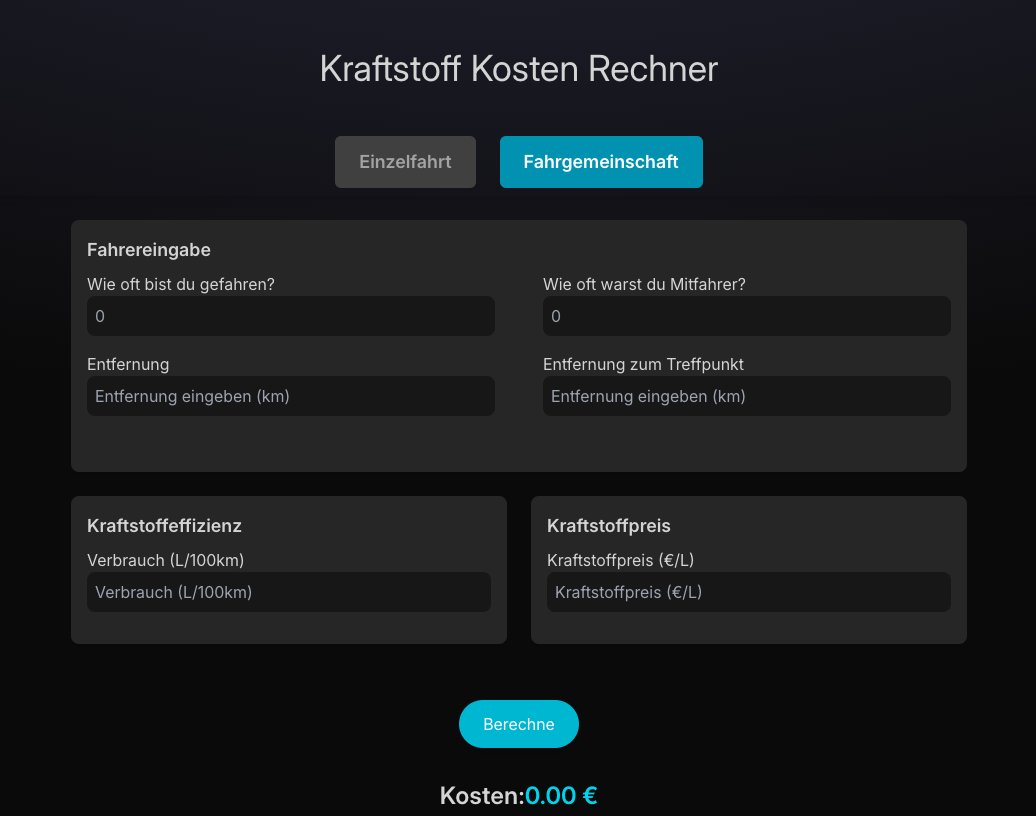 Kraftstoff Kosten Rechner
Einzelfahrt Fahrgemeinschaft
Fahrereingabe
Wie oft bist du gefahren? Wie oft warst du Mitfahrer?
0 0
Entfernung Entfernung zum Treffpunkt
Entfernung eingeben (km) Entfernung eingeben (km)
Kraftstoffeffizienz Kraftstoffpreis
Verbrauch (L/100km) Kraftstoffpreis (€/L)
Verbrauch (L/100km) Kraftstoffpreis (€/L)
Berechne
Kosten:0.00 €